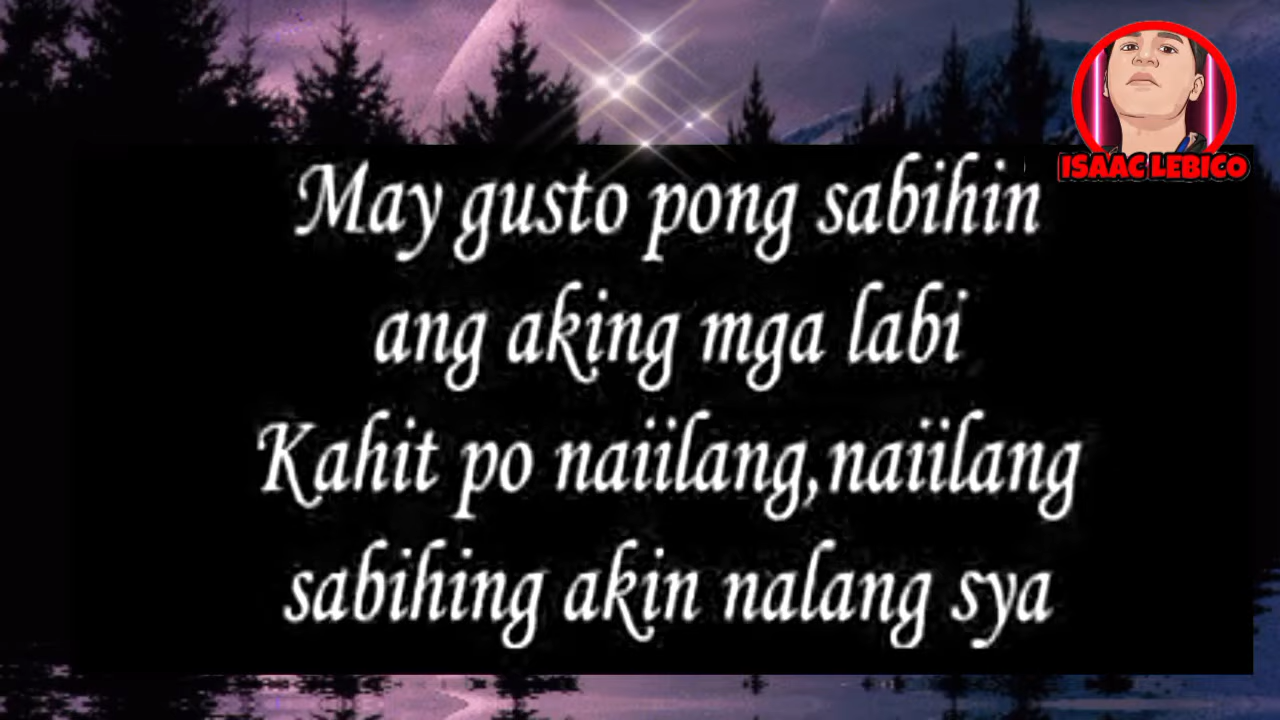 ISAAC LEBICO
May gusto pong sabihin
ang aking mga labi
Kahit po naiilang,naiilang
sabihing akin nalang sya